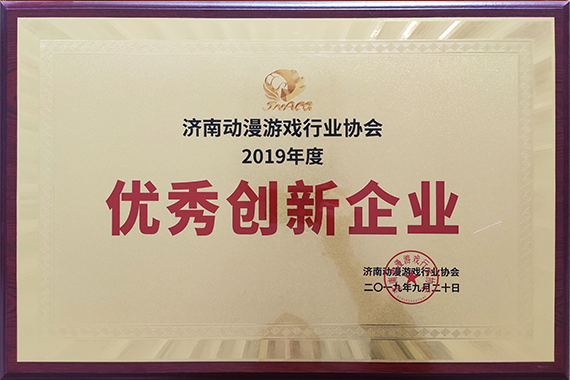 济南动漫游戏行业协会
2019年度
优秀创新企业
济南动漫游戏行业协会
二〇一九年九月二十日